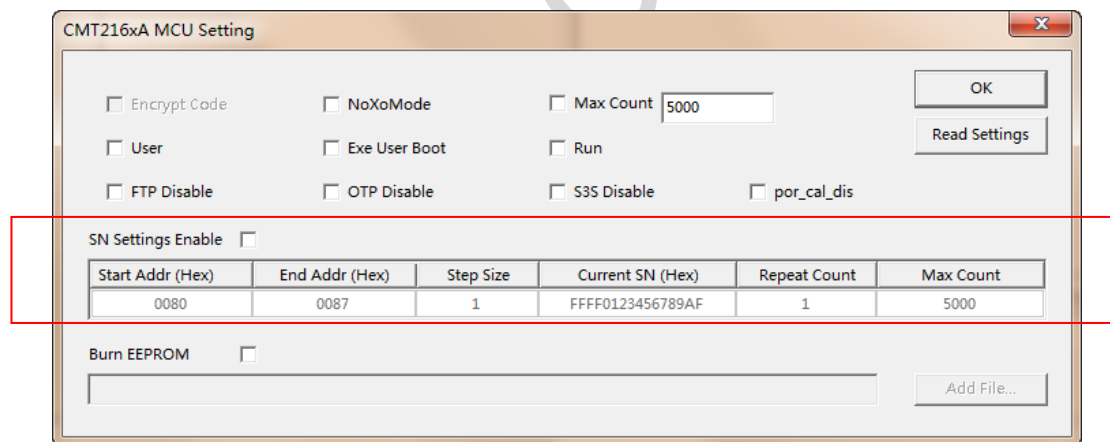 CMT216xA MCU Setting
Encrypt Code NoXoMode Max Count 5000 OK
User Exe User Boot Run Read Settings
FTP Disable OTP Disable S3S Disable por_cal_dis
SN Settings Enable
Start Addr (Hex) End Addr (Hex) Step Size Current SN (Hex) Repeat Count Max Count
0080 0087 1 FFFF0123456789AF 1 5000
Burn EEPROM
Add File...